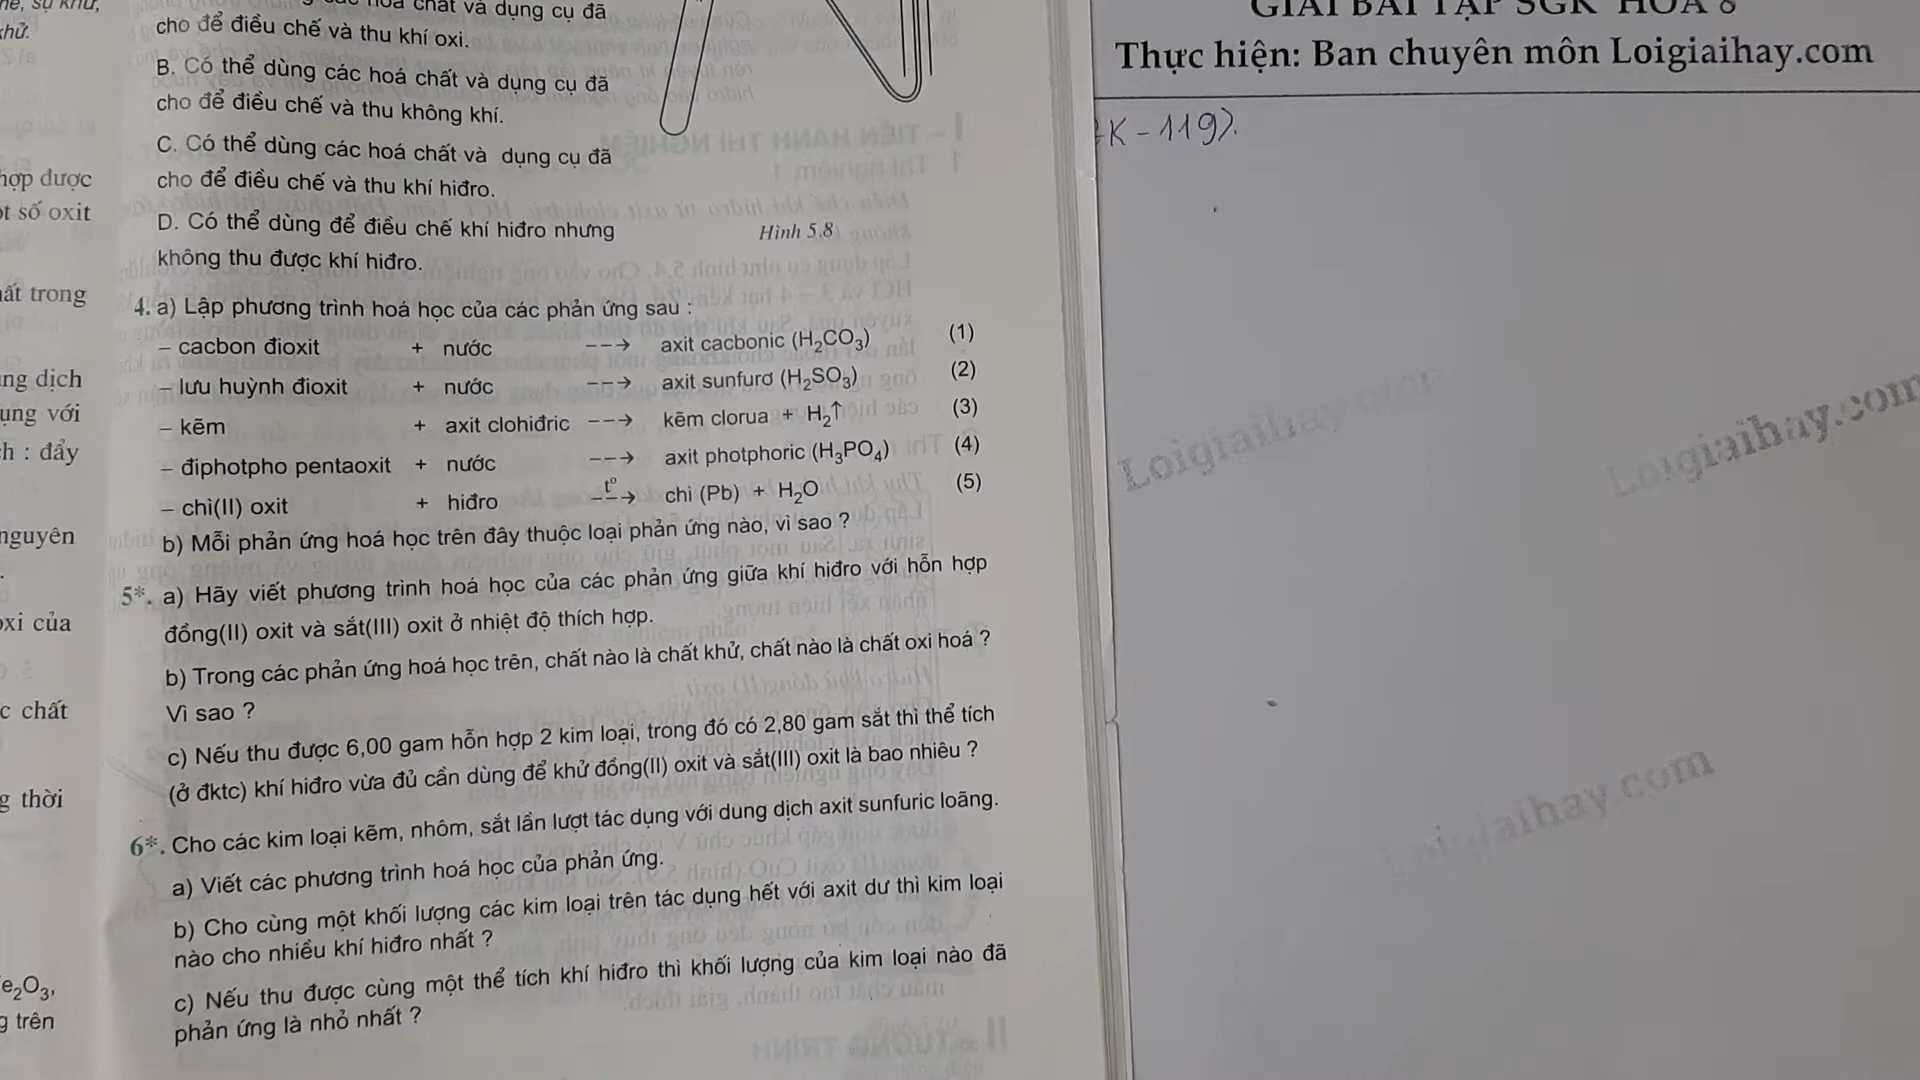 khử.
hợp được
ột số oxit
ất trong
ng dịch
ụng với
h : đẩy
nguyên
oxi của
c chất
g thời
e₂O₃,
g trên
chất và dụng cụ đã
cho để điều chế và thu khí oxi.
B. Có thể dùng các hoá chất và dụng cụ đã
cho để điều chế và thu không khí.
C. Có thể dùng các hoá chất và dụng cụ đã
cho để điều chế và thu khí hiđro.
D. Có thể dùng để điều chế khí hiđro nhưng
không thu được khí hiđro.
Hình 5.8
4. a) Lập phương trình hoá học của các phản ứng sau :
– cacbon đioxit + nước - - → axit cacbonic (H₂CO₃) (1)
– lưu huỳnh đioxit + nước - - → axit sunfurơ (H₂SO₃) (2)
– kẽm + axit clohiđric - - → kẽm clorua + H₂↑ (3)
– điphotpho pentaoxit + nước - - → axit photphoric (H₃PO₄) (4)
– chì(II) oxit + hiđro - -tº→ chì (Pb) + H₂O (5)
b) Mỗi phản ứng hoá học trên đây thuộc loại phản ứng nào, vì sao ?
5*. a) Hãy viết phương trình hoá học của các phản ứng giữa khí hiđro với hỗn hợp
đồng(II) oxit và sắt(III) oxit ở nhiệt độ thích hợp.
b) Trong các phản ứng hoá học trên, chất nào là chất khử, chất nào là chất oxi hoá ?
Vì sao ?
c) Nếu thu được 6,00 gam hỗn hợp 2 kim loại, trong đó có 2,80 gam sắt thì thể tích
(ở đktc) khí hiđro vừa đủ cần dùng để khử đồng(II) oxit và sắt(III) oxit là bao nhiêu ?
6*. Cho các kim loại kẽm, nhôm, sắt lần lượt tác dụng với dung dịch axit sunfuric loãng.
a) Viết các phương trình hoá học của phản ứng.
b) Cho cùng một khối lượng các kim loại trên tác dụng hết với axit dư thì kim loại
nào cho nhiều khí hiđro nhất ?
c) Nếu thu được cùng một thể tích khí hiđro thì khối lượng của kim loại nào đã
phản ứng là nhỏ nhất ?
GIẢI BÀI TẬP SGK HÓA 8
Thực hiện: Ban chuyên môn Loigiaihay.com
K - 119).
Loigiaihay.com
Loigiaihay.com
Loigiaihay.com